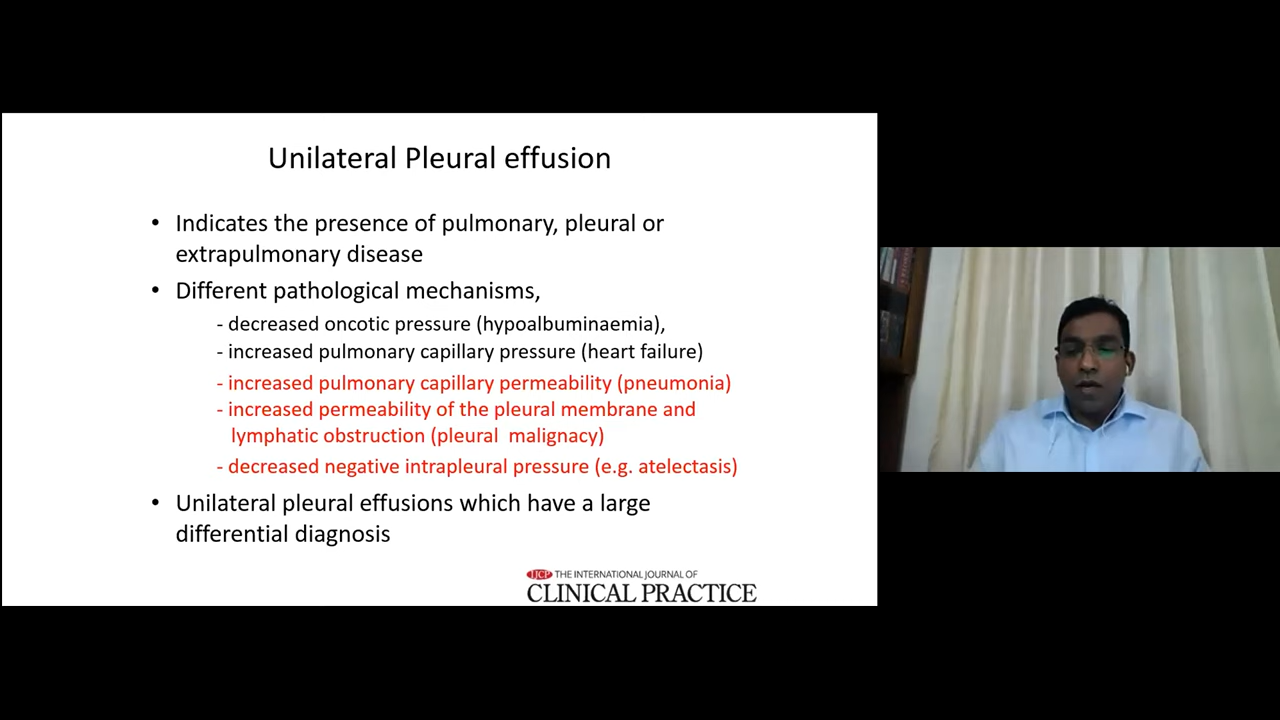 Unilateral Pleural effusion
• Indicates the presence of pulmonary, pleural or
extrapulmonary disease
• Different pathological mechanisms,
- decreased oncotic pressure (hypoalbuminaemia),
- increased pulmonary capillary pressure (heart failure)
- increased pulmonary capillary permeability (pneumonia)
- increased permeability of the pleural membrane and
lymphatic obstruction (pleural malignacy)
- decreased negative intrapleural pressure (e.g. atelectasis)
• Unilateral pleural effusions which have a large
differential diagnosis
IJCP THE INTERNATIONAL JOURNAL OF
CLINICAL PRACTICE